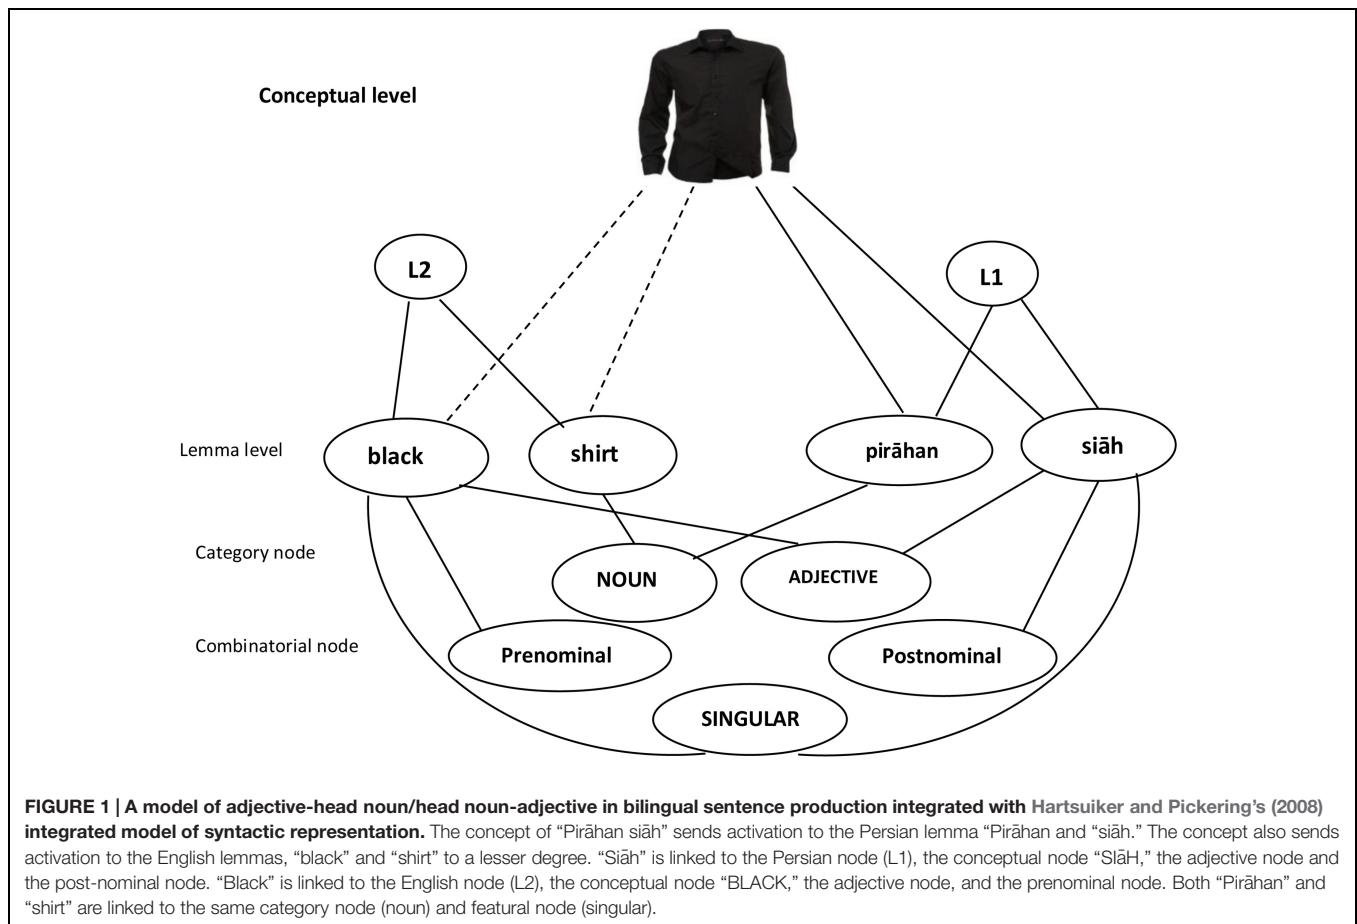 Conceptual level
L2
L1
Lemma level
black
shirt
pirāhan
siāh
Category node
NOUN
ADJECTIVE
Combinatorial node
Prenominal
Postnominal
SINGULAR
FIGURE 1 | A model of adjective-head noun/head noun-adjective in bilingual sentence production integrated with Hartsuiker and Pickering’s (2008)
integrated model of syntactic representation. The concept of “Pirāhan siāh” sends activation to the Persian lemma “Pirāhan and “siāh.” The concept also sends
activation to the English lemmas, “black” and “shirt” to a lesser degree. “Siāh” is linked to the Persian node (L1), the conceptual node “SIāH,” the adjective node and
the post-nominal node. “Black” is linked to the English node (L2), the conceptual node “BLACK,” the adjective node, and the prenominal node. Both “Pirāhan” and
“shirt” are linked to the same category node (noun) and featural node (singular).